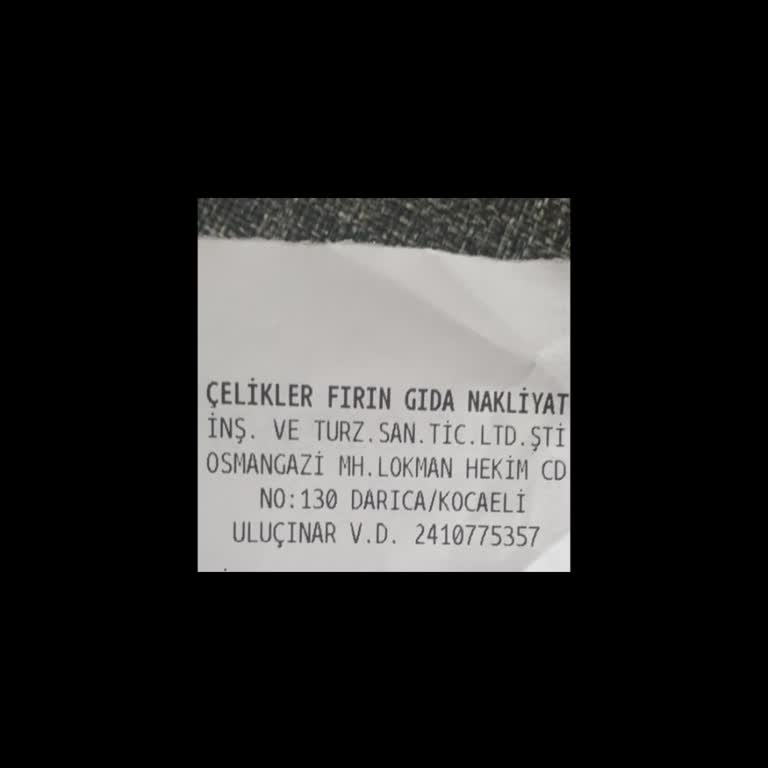 ÇELİKLER FIRIN GIDA NAKLİYAT
İNŞ. VE TURZ.SAN.TİC.LTD.ŞTİ
OSMANGAZİ MH.LOKMAN HEKİM CD
NO:130 DARICA/KOCAELİ
ULUÇINAR V.D. 2410775357